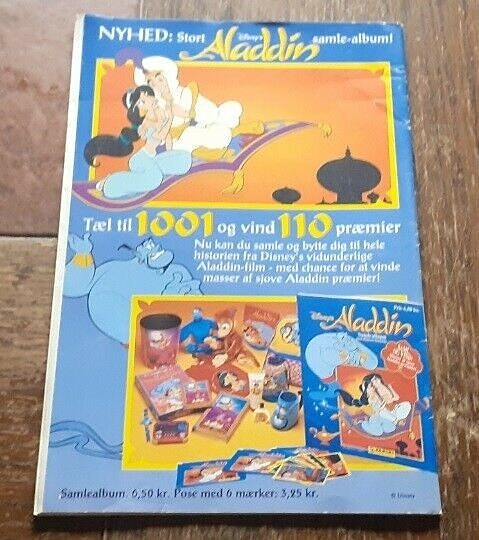 NYHED: Stort Disney's Aladdin samle-album!
Tæl til 1001 og vind 110 præmier
Nu kan du samle og bytte dig til hele
historien fra Disney's vidunderlige
Aladdin-film - med chance for at vinde
masser af sjove Aladdin præmier!
Disney's Aladdin
Samlealbum: 6,50 kr. Pose med 6 mærker: 3,25 kr.
© Disney